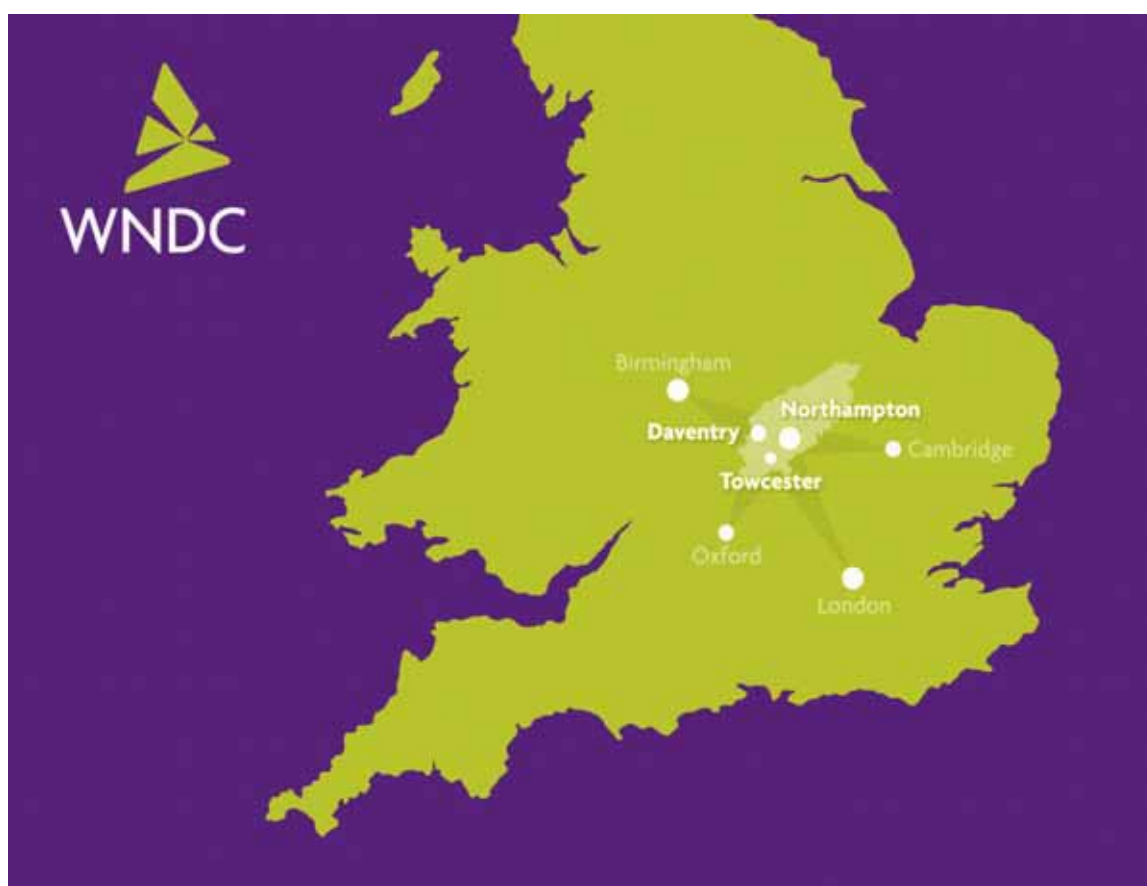 WNDC
Birmingham
Northampton
Daventry
Cambridge
Towcester
Oxford
London